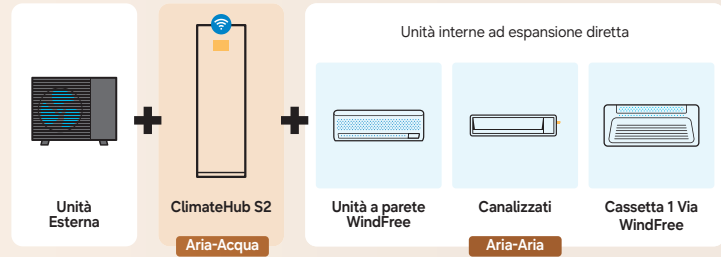 Unità interne ad espansione diretta
Unità
Esterna
ClimateHub S2
Unità a parete
WindFree
Canalizzati
Cassetta 1 Via
WindFree
Aria-Acqua
Aria-Aria